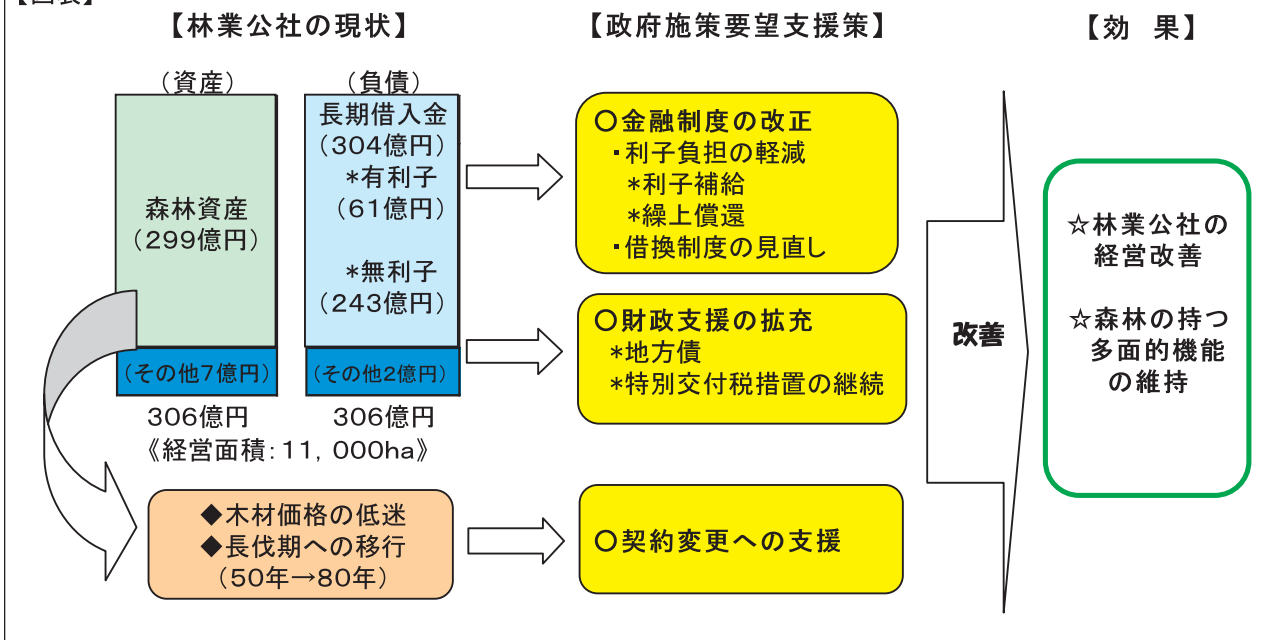 【林業公社の現状】
(資産)
森林資産
(299億円)
(その他7億円)
306億円
(負債)
長期借入金
(304億円)
*有利子
(61億円)
*無利子
(243億円)
(その他2億円)
306億円
《経営面積:11,000ha》
◆木材価格の低迷
◆長伐期への移行
(50年→80年)
【政府施策要望支援策】
○金融制度の改正
・利子負担の軽減
*利子補給
*繰上償還
・借換制度の見直し
○財政支援の拡充
*地方債
*特別交付税措置の継続
○契約変更への支援
改善
【効 果】
☆林業公社の
経営改善
☆森林の持つ
多面的機能
の維持